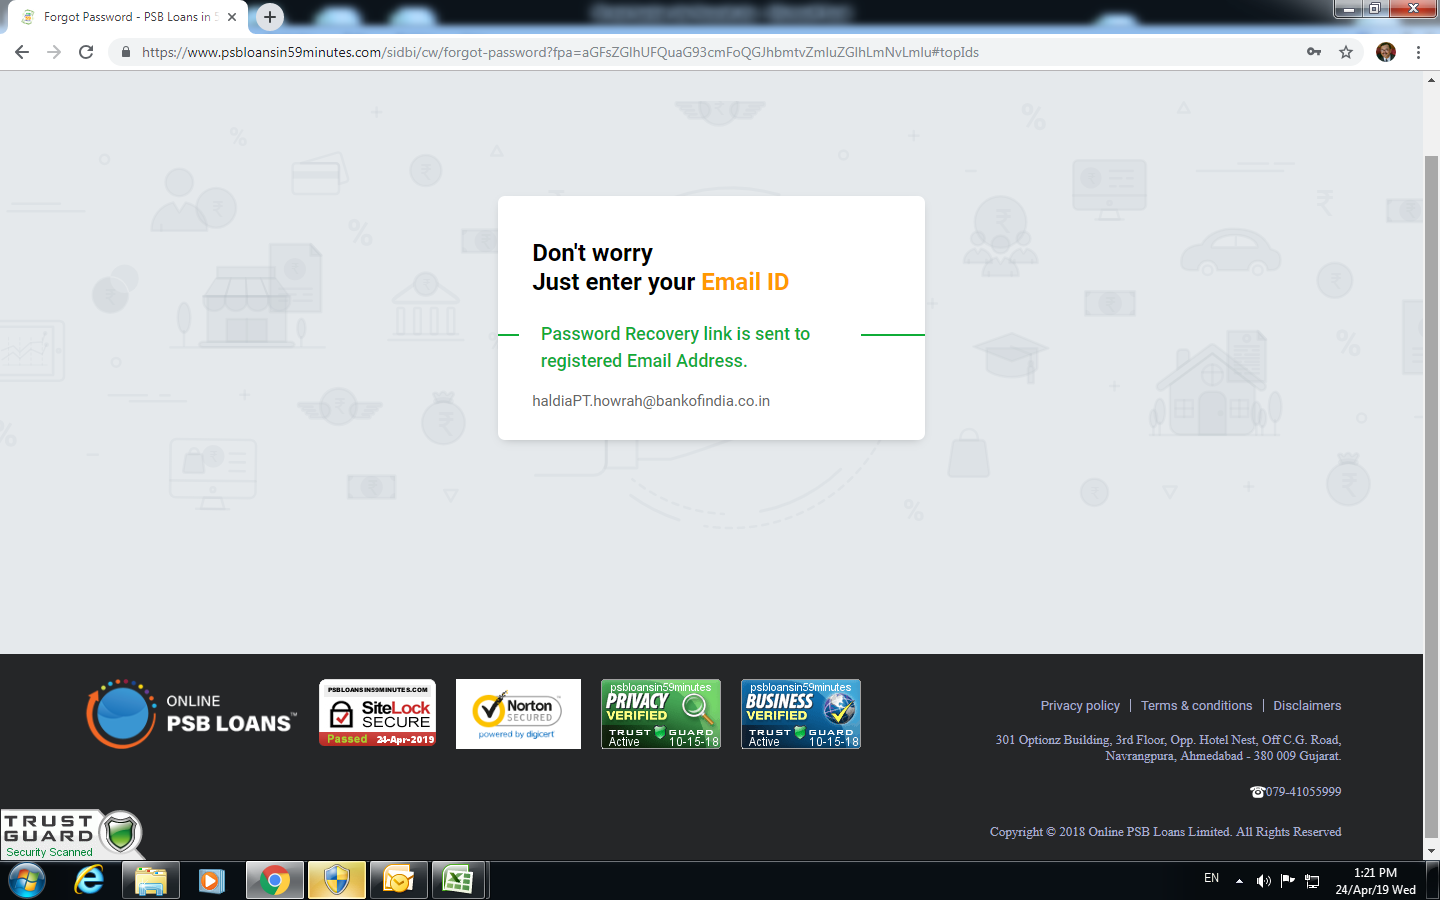 Forgot Password - PSB Loans in 5
https://www.psbloansin59minutes.com/sidbi/cw/forgot-password?fpa=aGFsZGlhUFQuaG93cmFoQGJhbmtvZmluZGlhLmNvLmlu#topIds
Don't worry
Just enter your Email ID
Password Recovery link is sent to
registered Email Address.
haldiaPT.howrah@bankofindia.co.in
ONLINE
PSB LOANS™
PSBLOANSIN59MINUTES.COM
SiteLock
SECURE
Passed 24-Apr-2019
Norton
SECURED
powered by digicert
psbloansin59minutes
PRIVACY
VERIFIED
TRUST GUARD
Active 10-15-18
psbloansin59minutes
BUSINESS
VERIFIED
TRUST GUARD
Active 10-15-18
Privacy policy | Terms & conditions | Disclaimers
301 Optionz Building, 3rd Floor, Opp. Hotel Nest, Off C.G. Road,
Navrangpura, Ahmedabad - 380 009 Gujarat.
☎079-41055999
Copyright © 2018 Online PSB Loans Limited. All Rights Reserved
TRUST
GUARD
Security Scanned
EN
1:21 PM
24/Apr/19 Wed